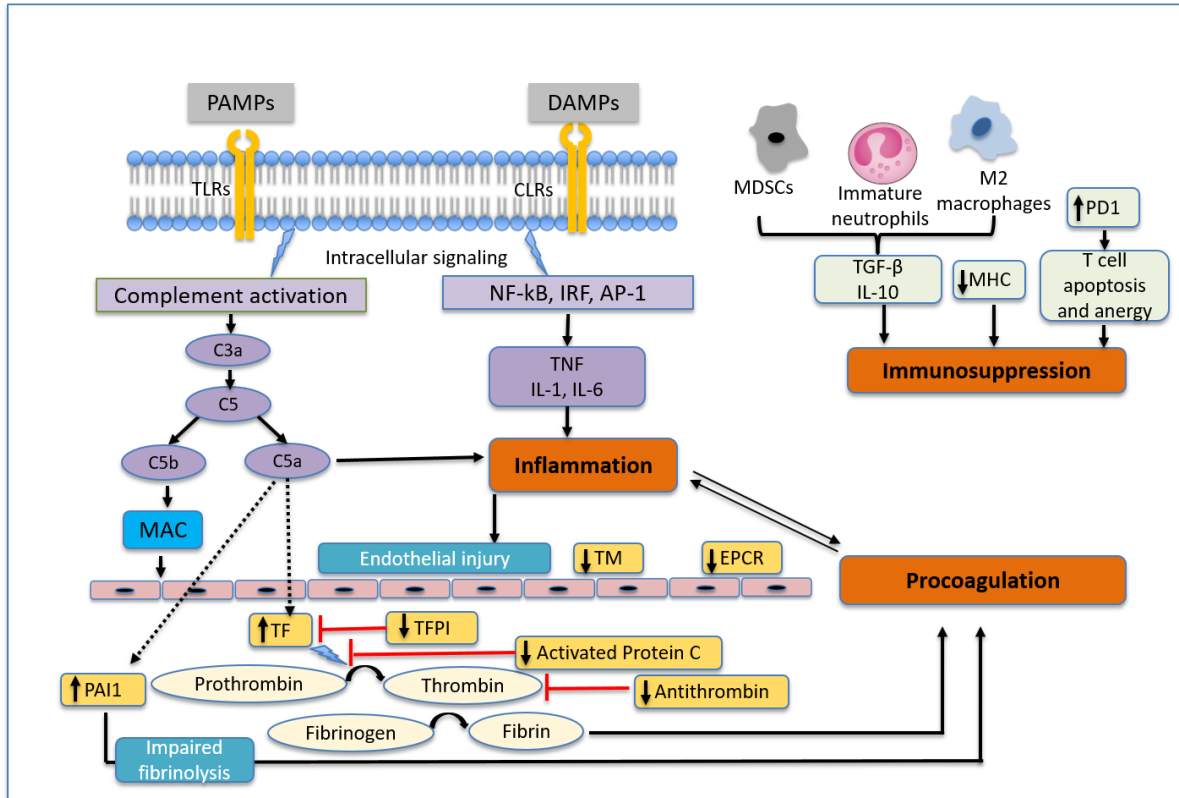 PAMPs
DAMPs
TLRs
CLRs
Intracellular signaling
Complement activation
NF-kB, IRF, AP-1
C3a
C5
C5b
C5a
MAC
TNF
IL-1, IL-6
Inflammation
MDSCs
Immature
neutrophils
M2
macrophages
↑PD1
TGF-β
IL-10
↓MHC
T cell
apoptosis
and anergy
Immunosuppression
Endothelial injury
↓TM
↓EPCR
Procoagulation
↑TF
↓TFPI
↓Activated Protein C
↑PAI1
Prothrombin
Thrombin
↓Antithrombin
Fibrinogen
Fibrin
Impaired
fibrinolysis